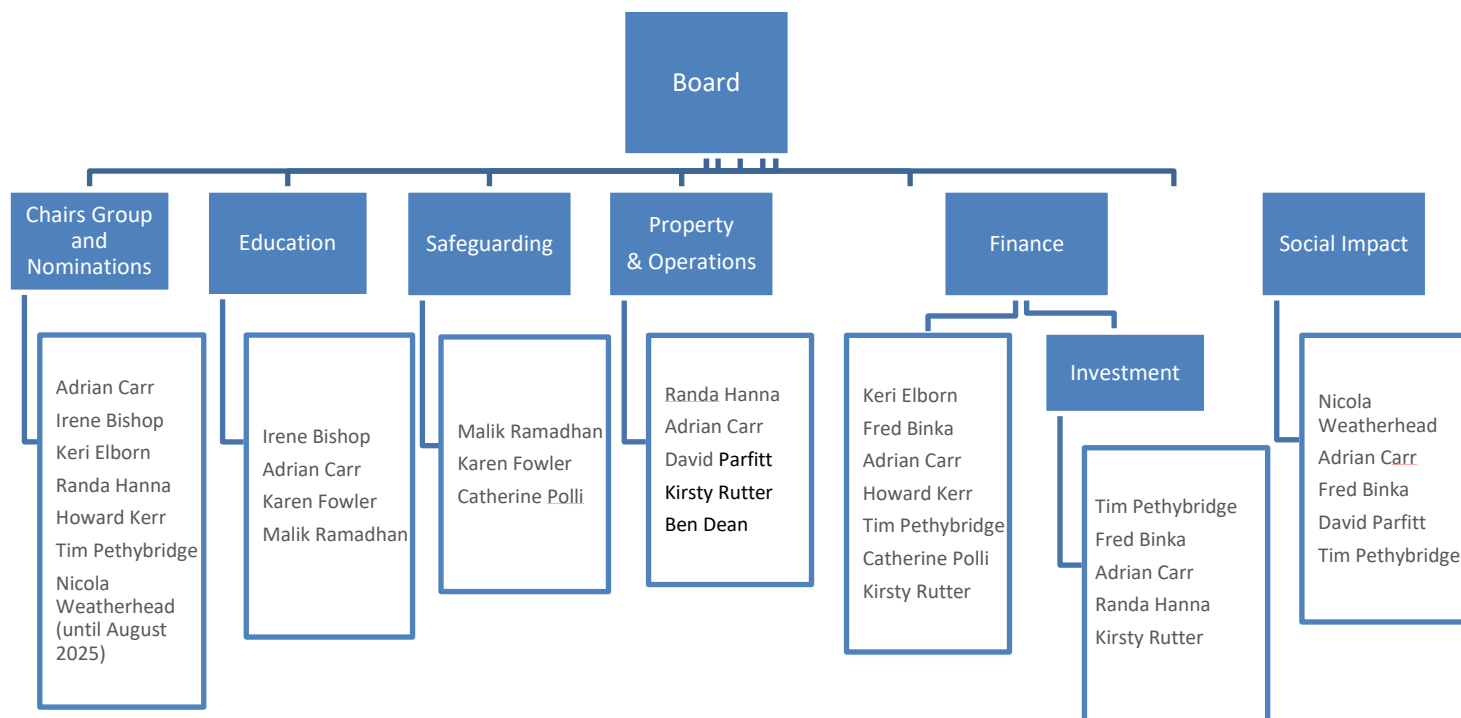 Board
Chairs Group
and
Nominations
Education
Safeguarding
Property
& Operations
Finance
Social Impact
Adrian Carr
Irene Bishop
Keri Elborn
Randa Hanna
Howard Kerr
Tim Pethybridge
Nicola
Weatherhead
(until August
2025)
Irene Bishop
Adrian Carr
Karen Fowler
Malik Ramadhan
Malik Ramadhan
Karen Fowler
Catherine Polli
Randa Hanna
Adrian Carr
David Parfitt
Kirsty Rutter
Ben Dean
Keri Elborn
Fred Binka
Adrian Carr
Howard Kerr
Tim Pethybridge
Catherine Polli
Kirsty Rutter
Investment
Tim Pethybridge
Fred Binka
Adrian Carr
Randa Hanna
Kirsty Rutter
Nicola
Weatherhead
Adrian Carr
Fred Binka
David Parfitt
Tim Pethybridge